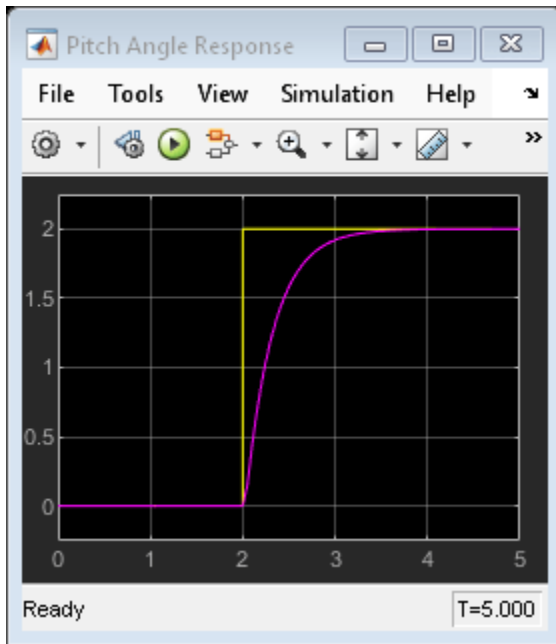 Pitch Angle Response
File Tools View Simulation Help
2
1.5
1
0.5
0
0 1 2 3 4 5
Ready T=5.000